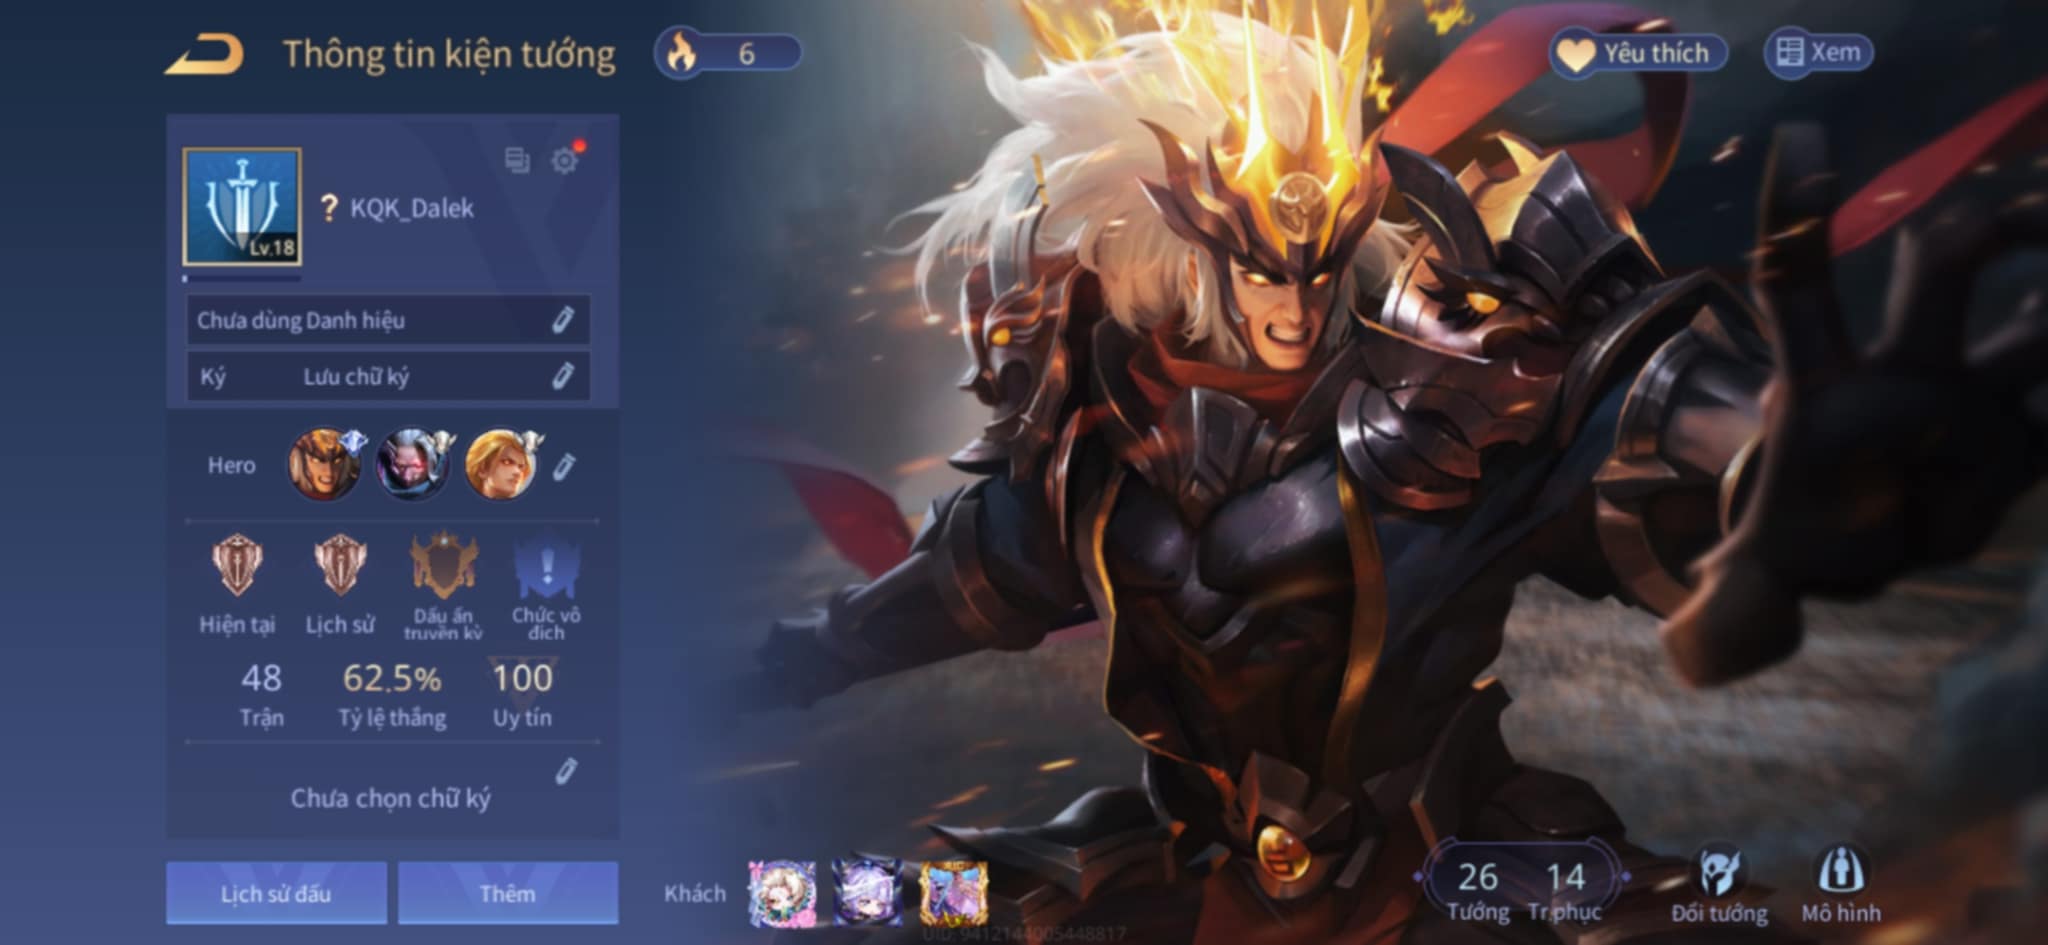 Thông tin kiện tướng
6
Yêu thích
Xem
Lv.18
? KQK_Dalek
Chưa dùng Danh hiệu
Ký Lưu chữ ký
Hero
Hiện tại
Lịch sử
Dấu ấn
truyền kỳ
Chức vô
địch
48
Trận
62.5%
Tỷ lệ thắng
100
Uy tín
Chưa chọn chữ ký
Lịch sử đấu
Thêm
Khách
UID: 9412144005448817
26
Tướng
14
Tr.phục
Đổi tướng
Mô hình